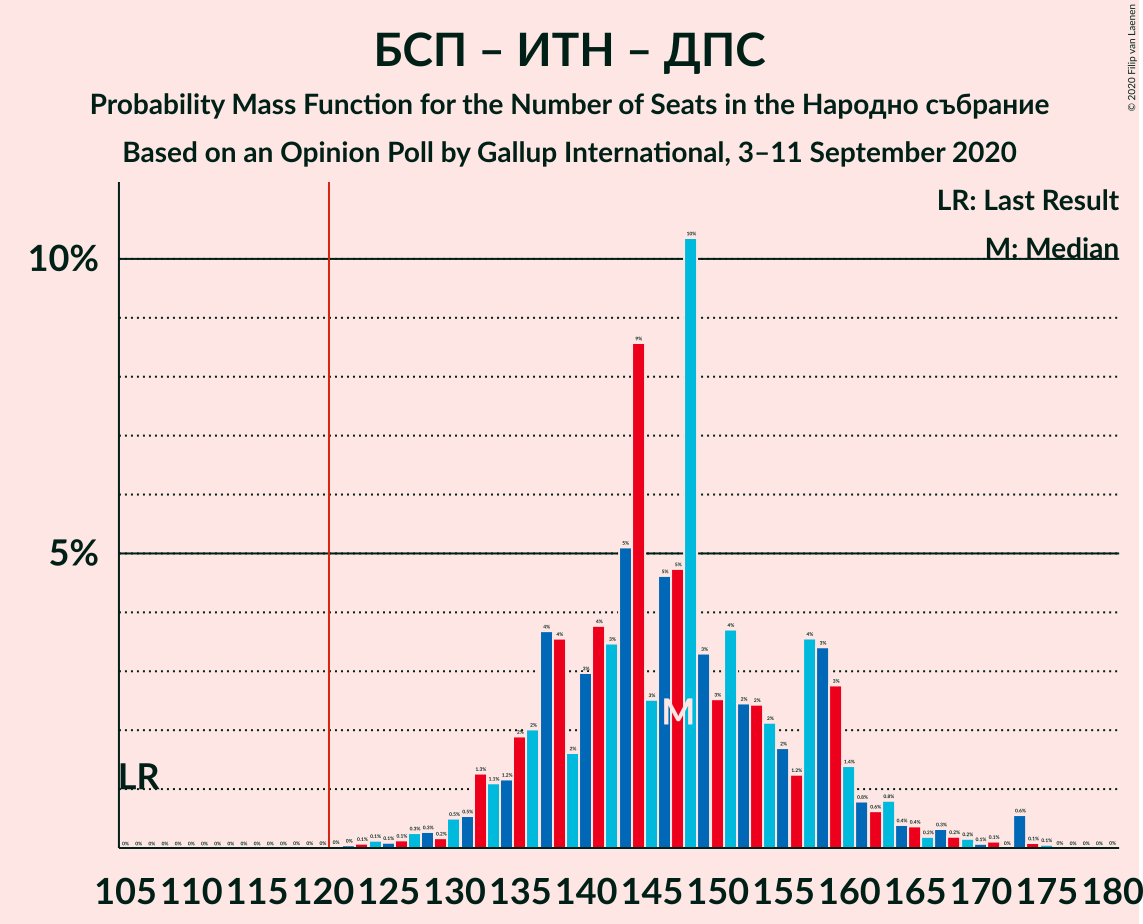 БСП – ИТН – ДПС
Probability Mass Function for the Number of Seats in the Народно събрание
Based on an Opinion Poll by Gallup International, 3–11 September 2020
© 2020 Filip van Laenen
LR: Last Result
M: Median
10%
5%
LR
M
105 110 115 120 125 130 135 140 145 150 155 160 165 170 175 180